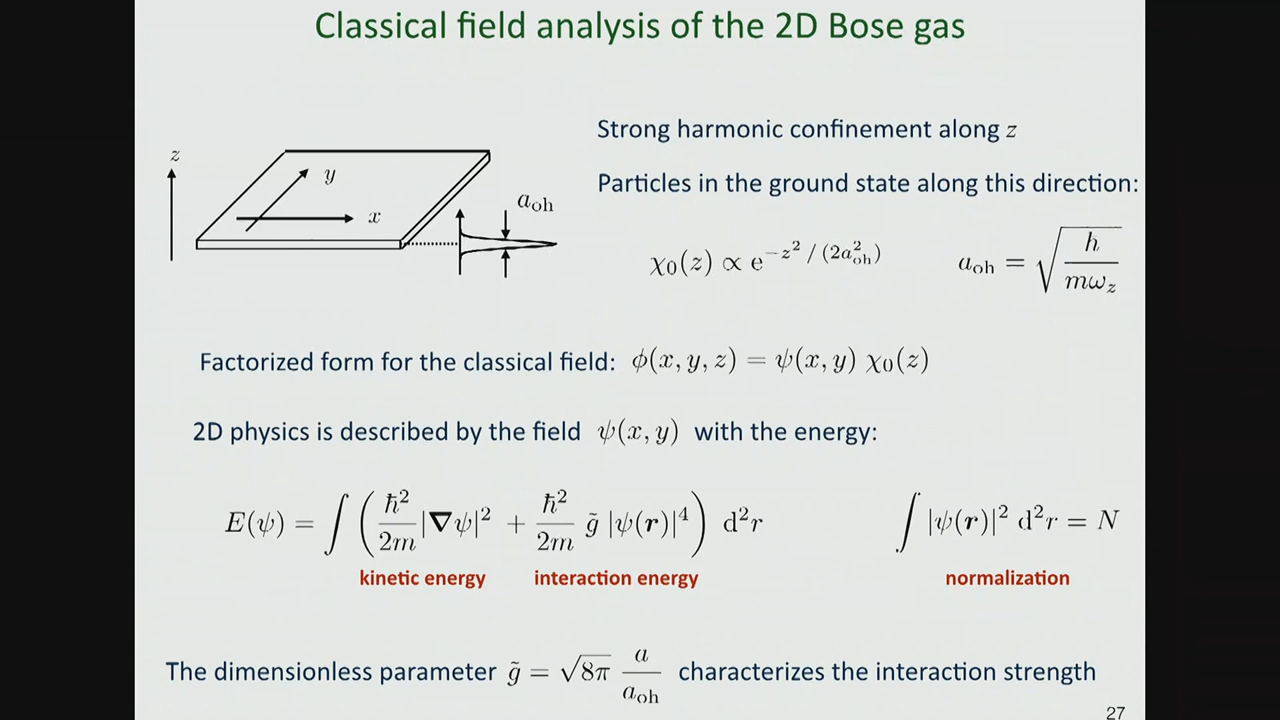 Classical field analysis of the 2D Bose gas
Strong harmonic confinement along z
Particles in the ground state along this direction:
z
y
x
a_oh
χ₀(z) ∝ e^{−z²/(2a²_oh)}
a_oh = √(ħ/(mω_z))
Factorized form for the classical field: ϕ(x, y, z) = ψ(x, y) χ₀(z)
2D physics is described by the field ψ(x, y) with the energy:
E(ψ) = ∫ (ħ²/2m |∇ψ|² + ħ²/2m g̃ |ψ(r)|⁴) d²r
∫ |ψ(r)|² d²r = N
kinetic energy
interaction energy
normalization
The dimensionless parameter g̃ = √8π a/a_oh characterizes the interaction strength
27